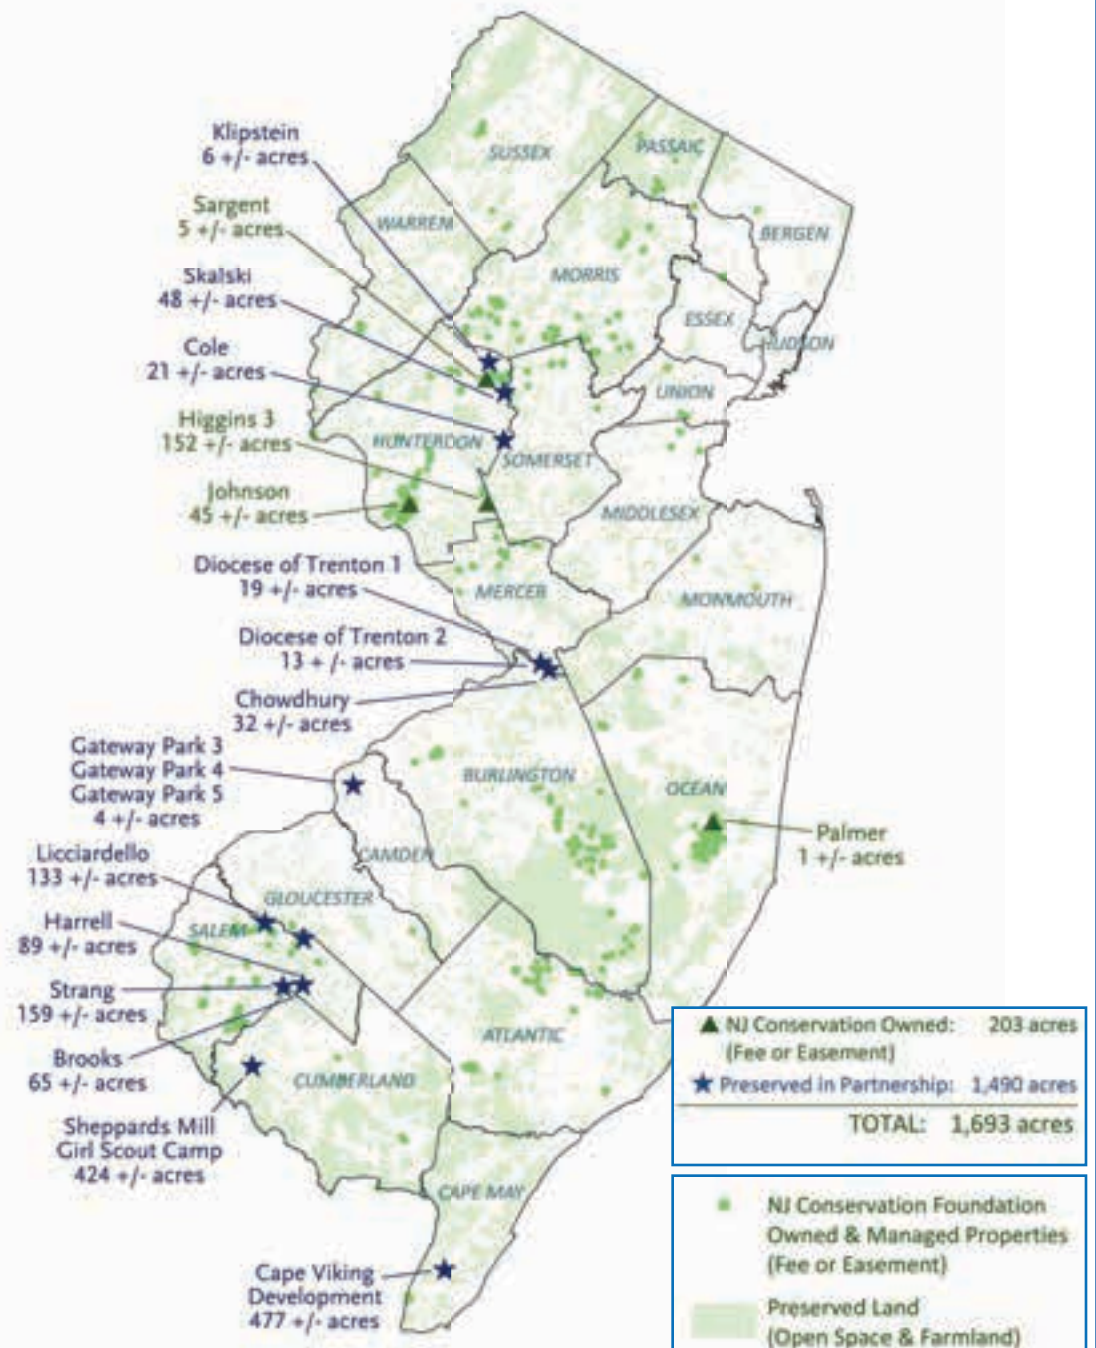 Klipstein
6 +/- acres
Sargent
5 +/- acres
Skalski
48 +/- acres
Cole
21 +/- acres
Higgins 3
152 +/- acres
Johnson
45 +/- acres
Diocese of Trenton 1
19 +/- acres
Diocese of Trenton 2
13 + /- acres
Chowdhury
32 +/- acres
Gateway Park 3
Gateway Park 4
Gateway Park 5
4 +/- acres
Licciardello
133 +/- acres
Harrell
89 +/- acres
Strang
159 +/- acres
Brooks
65 +/- acres
Sheppards Mill
Girl Scout Camp
424 +/- acres
Cape Viking
Development
477 +/- acres
Palmer
1 +/- acres
SUSSEX
PASSAIC
WARREN
BERGEN
MORRIS
ESSEX
HUDSON
UNION
HUNTERDON
SOMERSET
MIDDLESEX
MERCER
MONMOUTH
BURLINGTON
OCEAN
CAMDEN
GLOUCESTER
SALEM
ATLANTIC
CUMBERLAND
CAPE MAY
NJ Conservation Owned: 203 acres
(Fee or Easement)
Preserved in Partnership: 1,490 acres
TOTAL: 1,693 acres
NJ Conservation Foundation
Owned & Managed Properties
(Fee or Easement)
Preserved Land
(Open Space & Farmland)